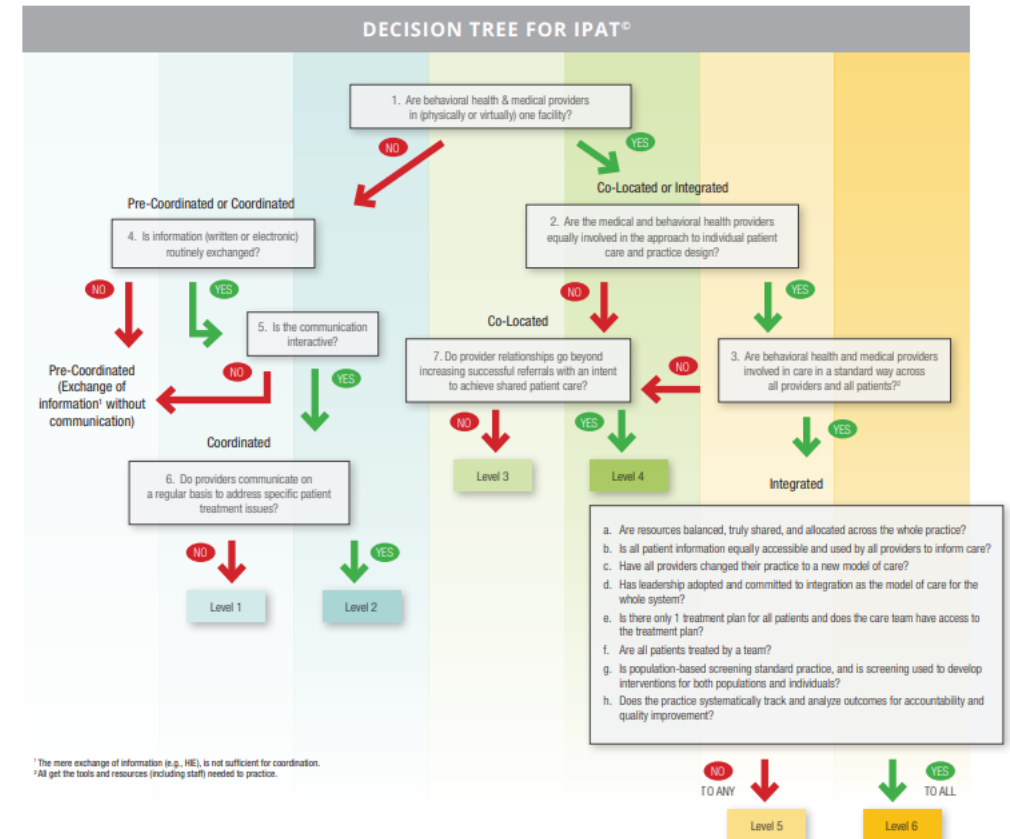 DECISION TREE FOR IPAT©
1. Are behavioral health & medical providers
in (physically or virtually) one facility?
NO
YES
Pre-Coordinated or Coordinated
Co-Located or Integrated
4. Is information (written or electronic)
routinely exchanged?
2. Are the medical and behavioral health providers
equally involved in the approach to individual patient
care and practice design?
NO
YES
NO
YES
5. Is the communication
interactive?
Co-Located
7. Do provider relationships go beyond
increasing successful referrals with an intent
to achieve shared patient care?
NO
3. Are behavioral health and medical providers
involved in care in a standard way across
all providers and all patients?²
Pre-Coordinated
(Exchange of
information¹ without
communication)
NO
YES
NO
YES
YES
Coordinated
6. Do providers communicate on
a regular basis to address specific patient
treatment issues?
Level 3
Level 4
Integrated
NO
YES
Level 1
Level 2
a. Are resources balanced, truly shared, and allocated across the whole practice?
b. Is all patient information equally accessible and used by all providers to inform care?
c. Have all providers changed their practice to a new model of care?
d. Has leadership adopted and committed to integration as the model of care for the
whole system?
e. Is there only 1 treatment plan for all patients and does the care team have access to
the treatment plan?
f. Are all patients treated by a team?
g. Is population-based screening standard practice, and is screening used to develop
interventions for both populations and individuals?
h. Does the practice systematically track and analyze outcomes for accountability and
quality improvement?
¹ The mere exchange of information (e.g., HIE), is not sufficient for coordination.
² All get the tools and resources (including staff) needed to practice.
NO
TO ANY
YES
TO ALL
Level 5
Level 6